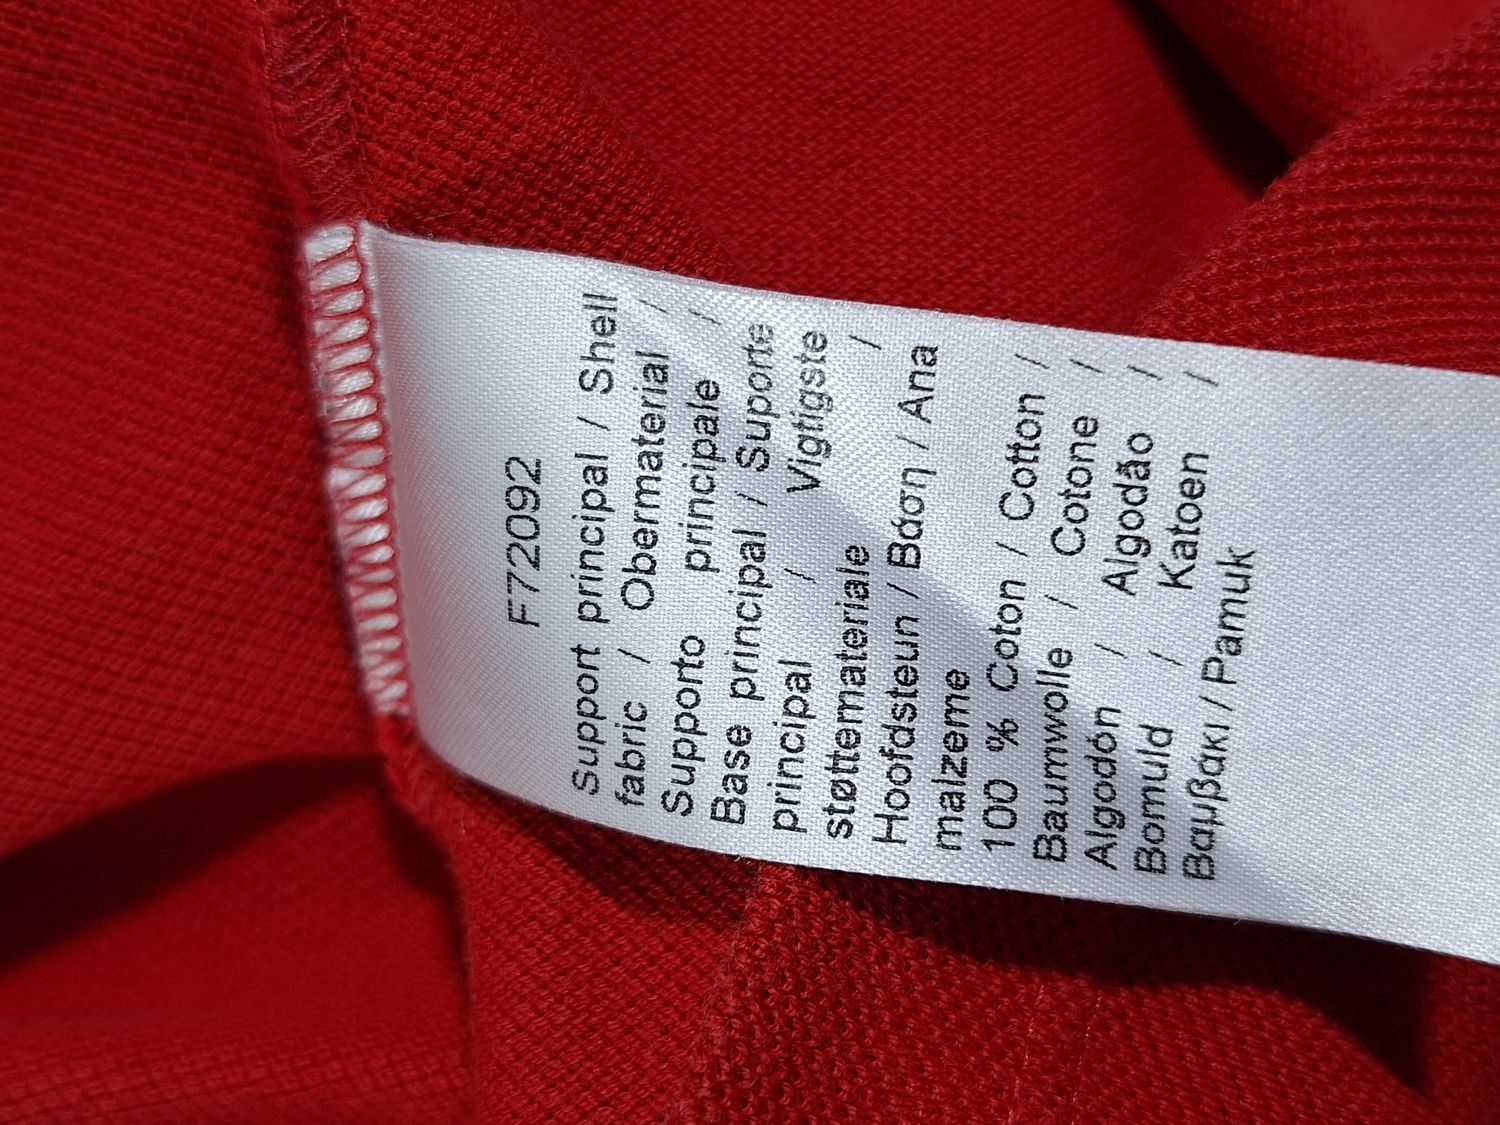 F72092
Support principal / Shell
fabric / Obermaterial /
Supporto principale /
Base principal / Suporte
principal / Vigtigste
støttemateriale /
Hoofdsteun / Βάση / Ana
malzeme
100 % Coton / Cotton /
Baumwolle / Cotone /
Algodón / Algodão /
Bomuld / Katoen /
Βαμβακι / Pamuk